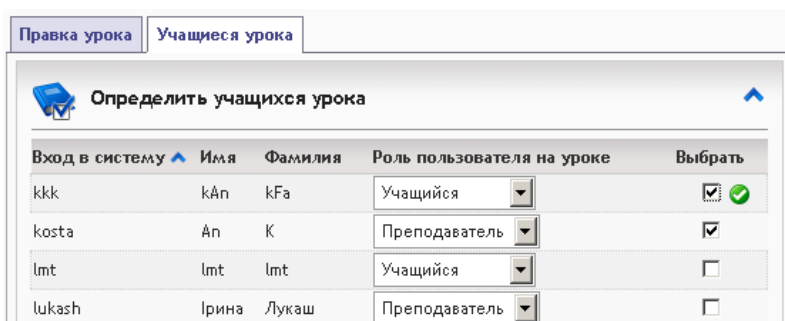 Правка урока Учащиеся урока
Определить учащихся урока
Вход в систему Имя Фамилия Роль пользователя на уроке Выбрать
kkk kAn kFa Учащийся
kosta An K Преподаватель
lmt lmt lmt Учащийся
lukash Ірина Лукаш Преподаватель